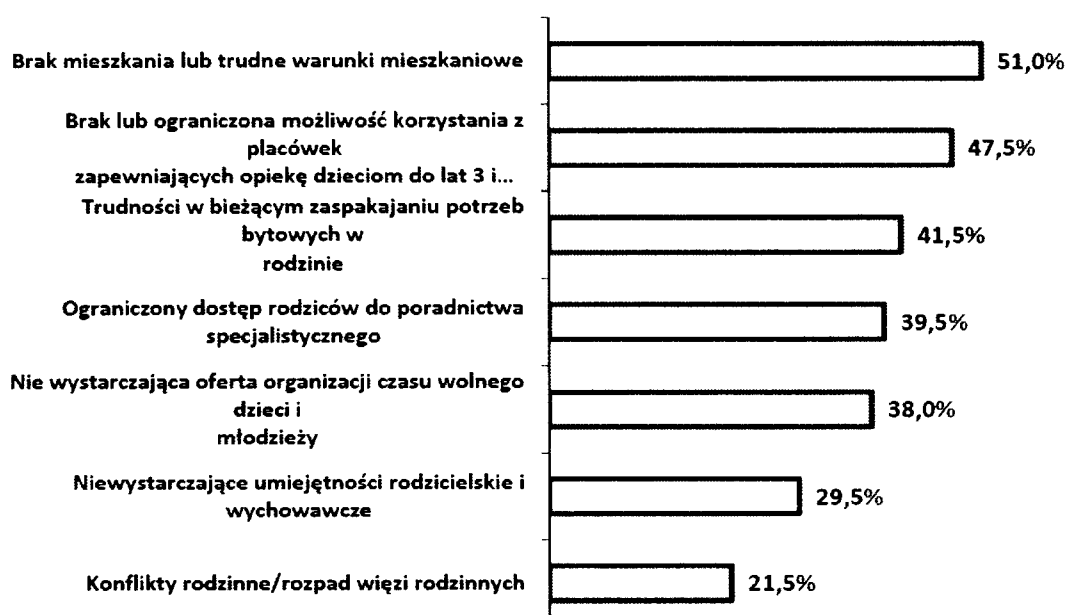 Brak mieszkania lub trudne warunki mieszkaniowe
51,0%
Brak lub ograniczona możliwość korzystania z
placówek
zapewniających opiekę dzieciom do lat 3 i...
47,5%
Trudności w bieżącym zaspakajaniu potrzeb
bytowych w
rodzinie
41,5%
Ograniczony dostęp rodziców do poradnictwa
specjalistycznego
39,5%
Nie wystarczająca oferta organizacji czasu wolnego
dzieci i
młodzieży
38,0%
Niewystarczające umiejętności rodzicielskie i
wychowawcze
29,5%
Konflikty rodzinne/rozpad więzi rodzinnych
21,5%